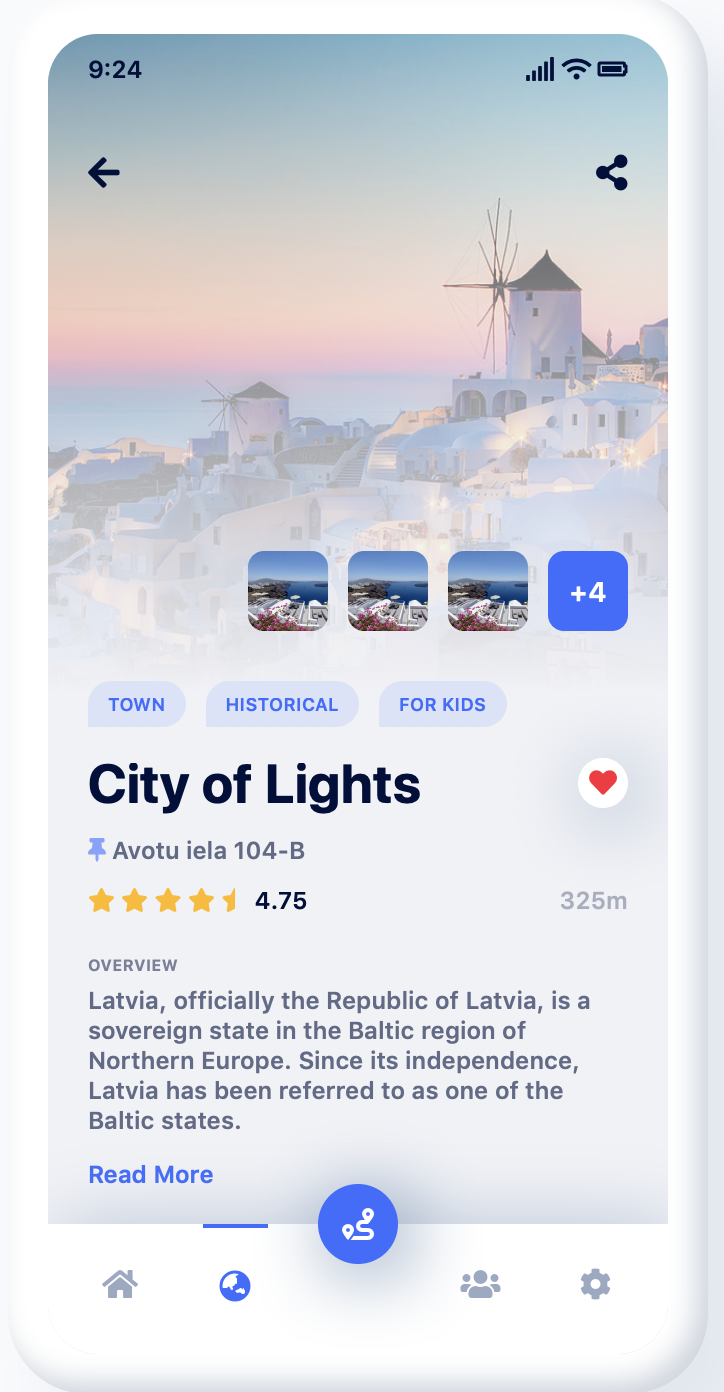 9:24
+4
TOWN HISTORICAL FOR KIDS
City of Lights
Avotu iela 104-B
4.75 325m
OVERVIEW
Latvia, officially the Republic of Latvia, is a
sovereign state in the Baltic region of
Northern Europe. Since its independence,
Latvia has been referred to as one of the
Baltic states.
Read More